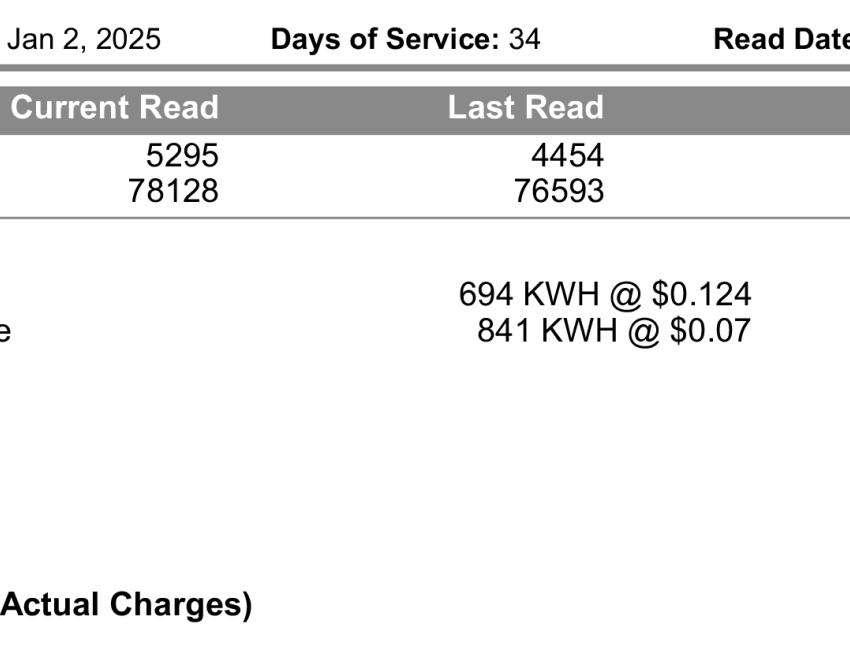 Jan 2, 2025 Days of Service: 34 Read Date
Current Read Last Read
5295 4454
78128 76593
694 KWH @ $0.124
e 841 KWH @ $0.07
Actual Charges)